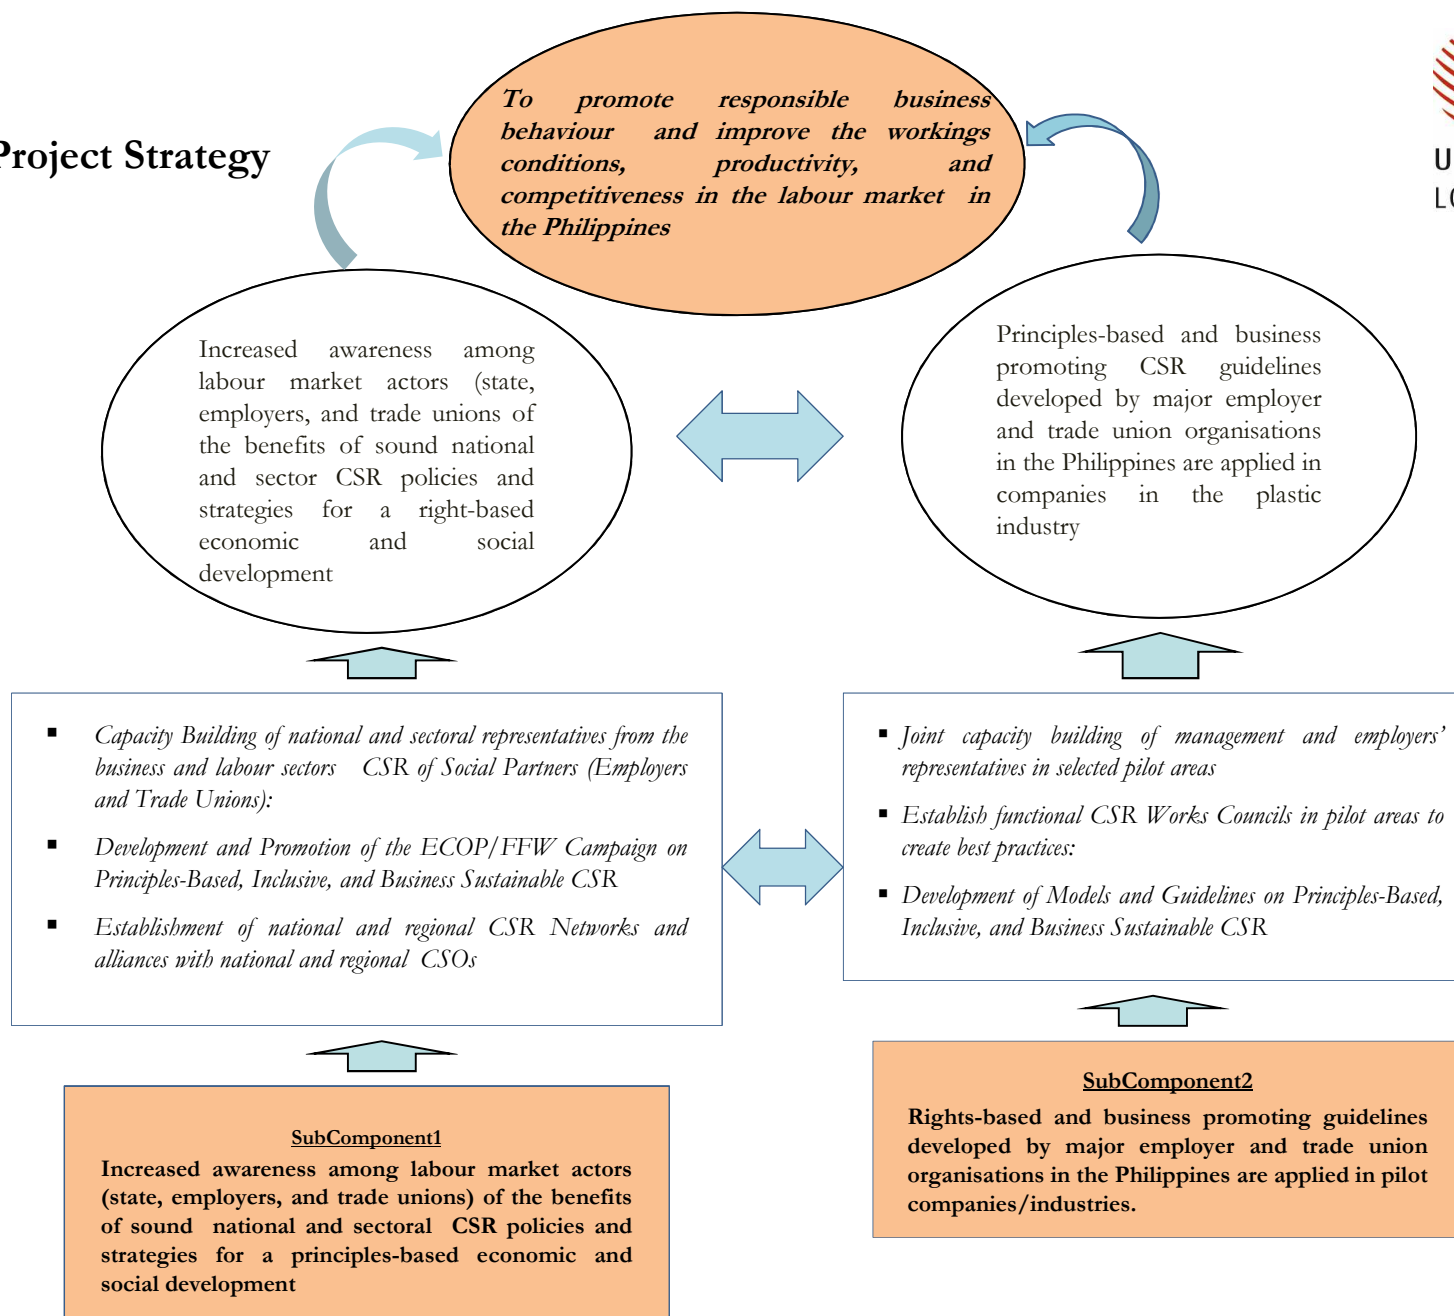 To promote responsible business
behaviour and improve the workings
conditions, productivity, and
competitiveness in the labour market in
the Philippines
Project Strategy
U
LO
Increased awareness among
labour market actors (state,
employers, and trade unions of
the benefits of sound national
and sector CSR policies and
strategies for a right-based
economic and social
development
Principles-based and business
promoting CSR guidelines
developed by major employer
and trade union organisations
in the Philippines are applied in
companies in the plastic
industry
▪ Capacity Building of national and sectoral representatives from the
business and labour sectors CSR of Social Partners (Employers
and Trade Unions):
▪ Development and Promotion of the ECOP/FFW Campaign on
Principles-Based, Inclusive, and Business Sustainable CSR
▪ Establishment of national and regional CSR Networks and
alliances with national and regional CSOs
▪ Joint capacity building of management and employers’
representatives in selected pilot areas
▪ Establish functional CSR Works Councils in pilot areas to
create best practices:
▪ Development of Models and Guidelines on Principles-Based,
Inclusive, and Business Sustainable CSR
SubComponent1
Increased awareness among labour market actors
(state, employers, and trade unions) of the benefits
of sound national and sectoral CSR policies and
strategies for a principles-based economic and
social development
SubComponent2
Rights-based and business promoting guidelines
developed by major employer and trade union
organisations in the Philippines are applied in pilot
companies/industries.